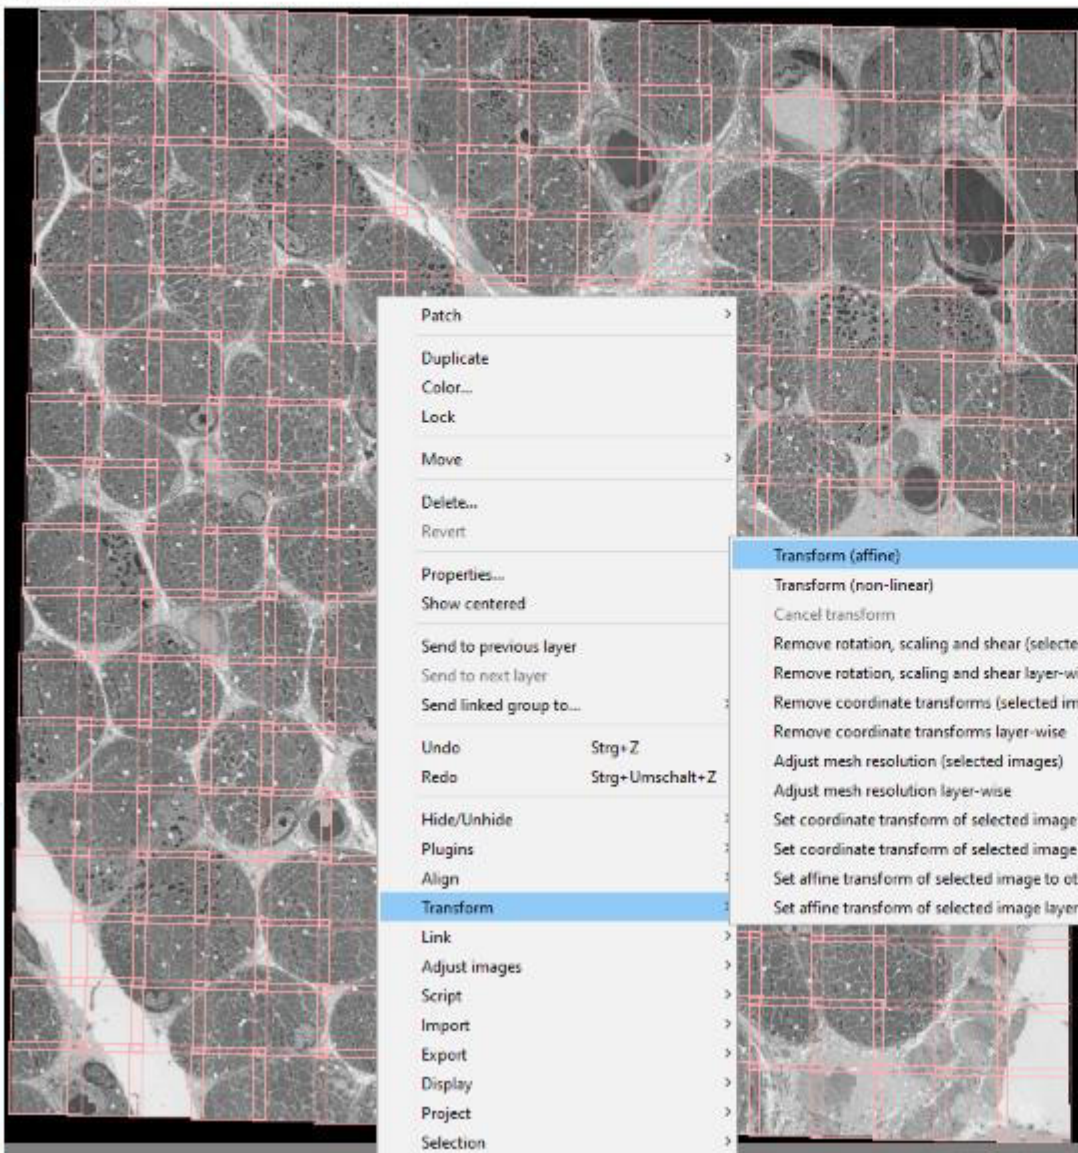 Patch
Duplicate
Color...
Lock
Move
Delete...
Revert
Properties...
Show centered
Send to previous layer
Send to next layer
Send linked group to...
Undo Strg+Z
Redo Strg+Umschalt+Z
Hide/Unhide
Plugins
Align
Transform
Link
Adjust images
Script
Import
Export
Display
Project
Selection
Transform (affine)
Transform (non-linear)
Cancel transform
Remove rotation, scaling and shear (selecte
Remove rotation, scaling and shear layer-wi
Remove coordinate transforms (selected im
Remove coordinate transforms layer-wise
Adjust mesh resolution (selected images)
Adjust mesh resolution layer-wise
Set coordinate transform of selected image
Set coordinate transform of selected image
Set affine transform of selected image to ot
Set affine transform of selected image layer